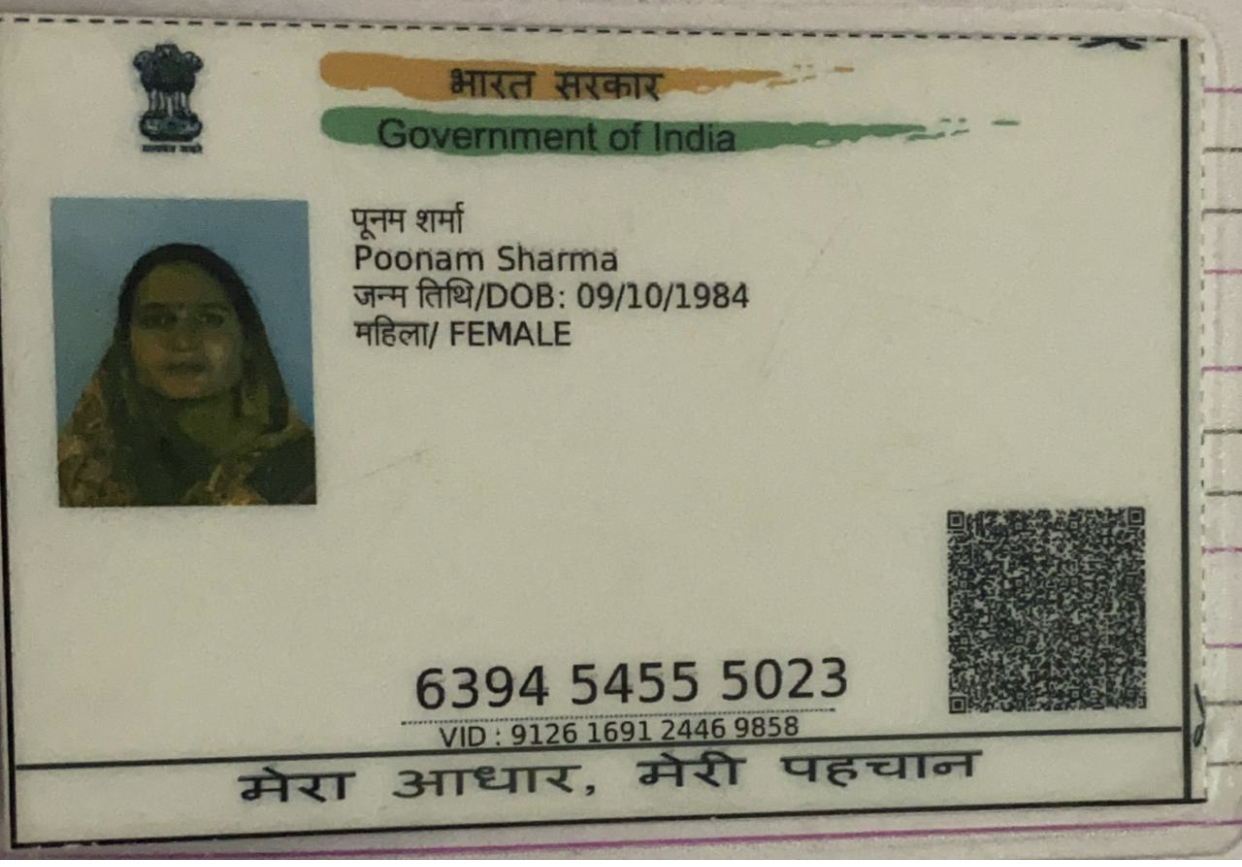 भारत सरकार
Government of India
पूनम शर्मा
Poonam Sharma
जन्म तिथि/DOB: 09/10/1984
महिला/ FEMALE
6394 5455 5023
VID : 9126 1691 2446 9858
मेरा आधार, मेरी पहचान